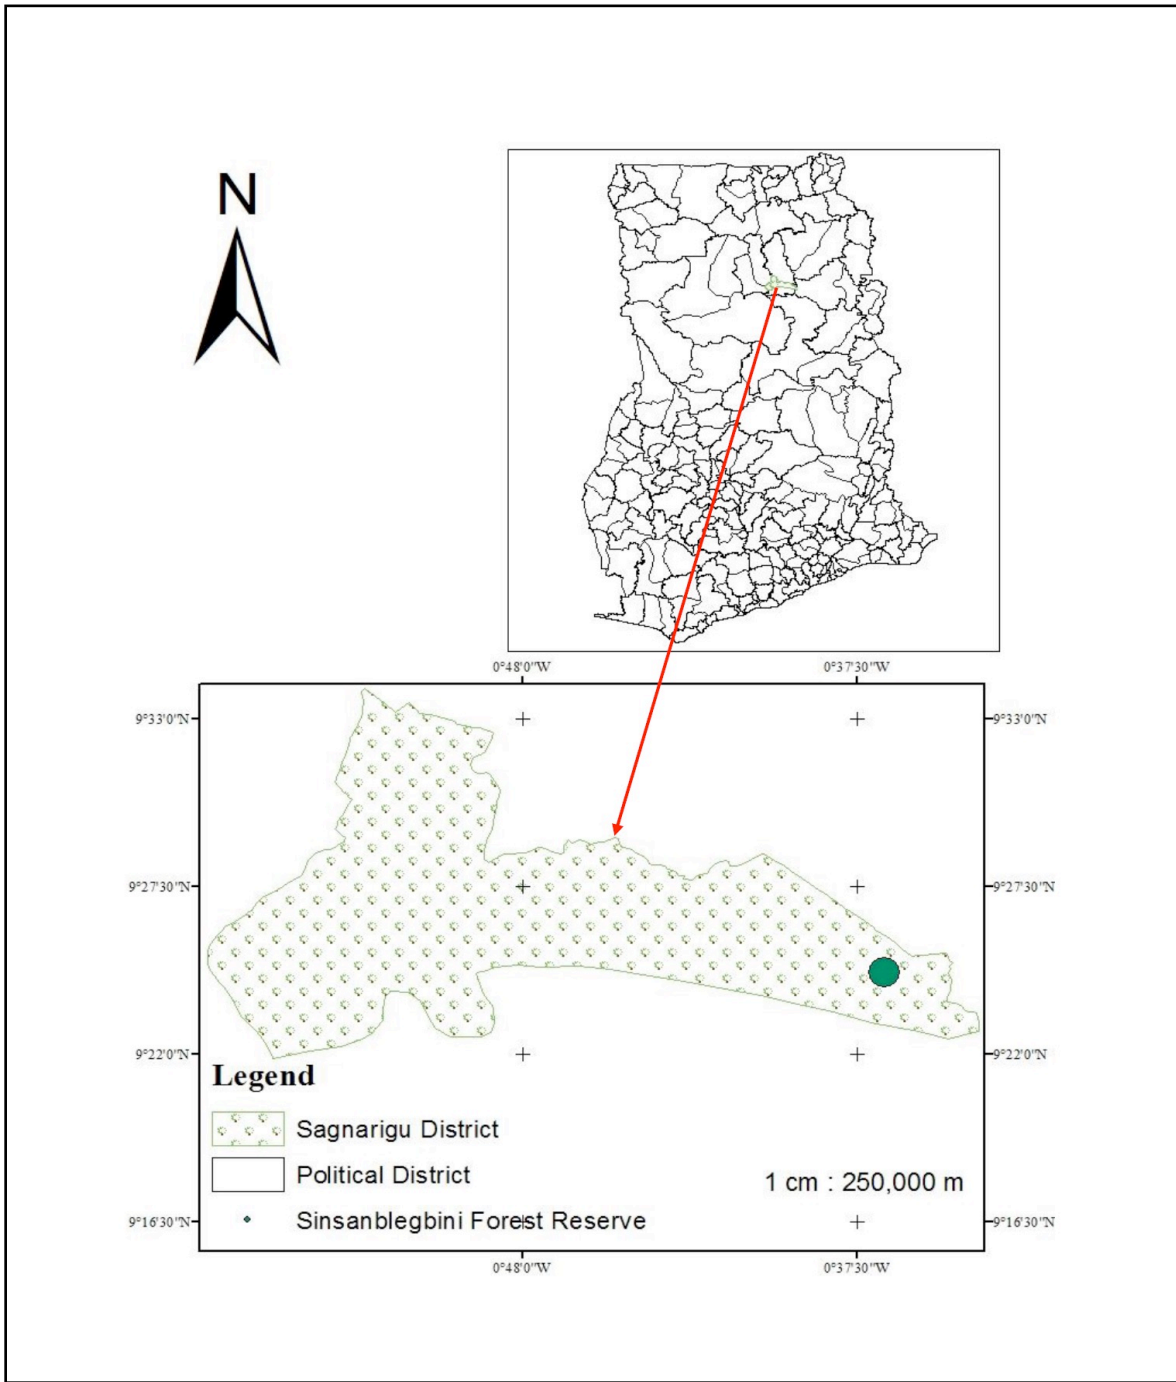 N
0°48'0"W 0°37'30"W
9°33'0"N 9°33'0"N
9°27'30"N 9°27'30"N
9°22'0"N 9°22'0"N
Legend
Sagnarigu District
Political District
1 cm : 250,000 m
Sinsanblegbini Forest Reserve
9°16'30"N 9°16'30"N
0°48'0"W 0°37'30"W